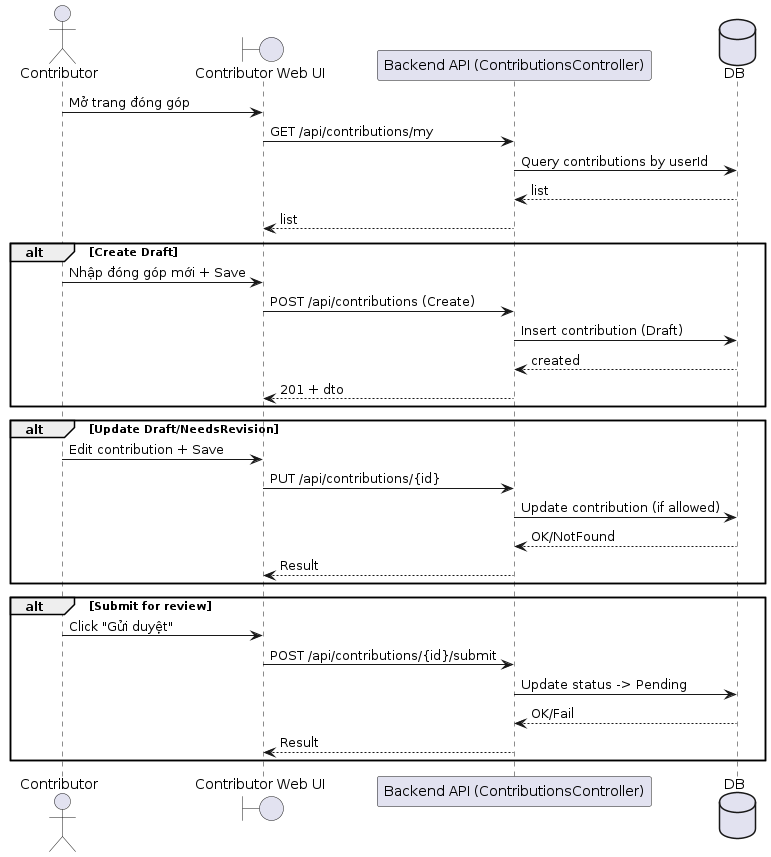 Contributor
Contributor Web UI
Backend API (ContributionsController)
DB
Mở trang đóng góp
GET /api/contributions/my
Query contributions by userId
list
list
alt [Create Draft]
Nhập đóng góp mới + Save
POST /api/contributions (Create)
Insert contribution (Draft)
created
201 + dto
alt [Update Draft/NeedsRevision]
Edit contribution + Save
PUT /api/contributions/{id}
Update contribution (if allowed)
OK/NotFound
Result
alt [Submit for review]
Click "Gửi duyệt"
POST /api/contributions/{id}/submit
Update status -> Pending
OK/Fail
Result
Contributor
Contributor Web UI
Backend API (ContributionsController)
DB